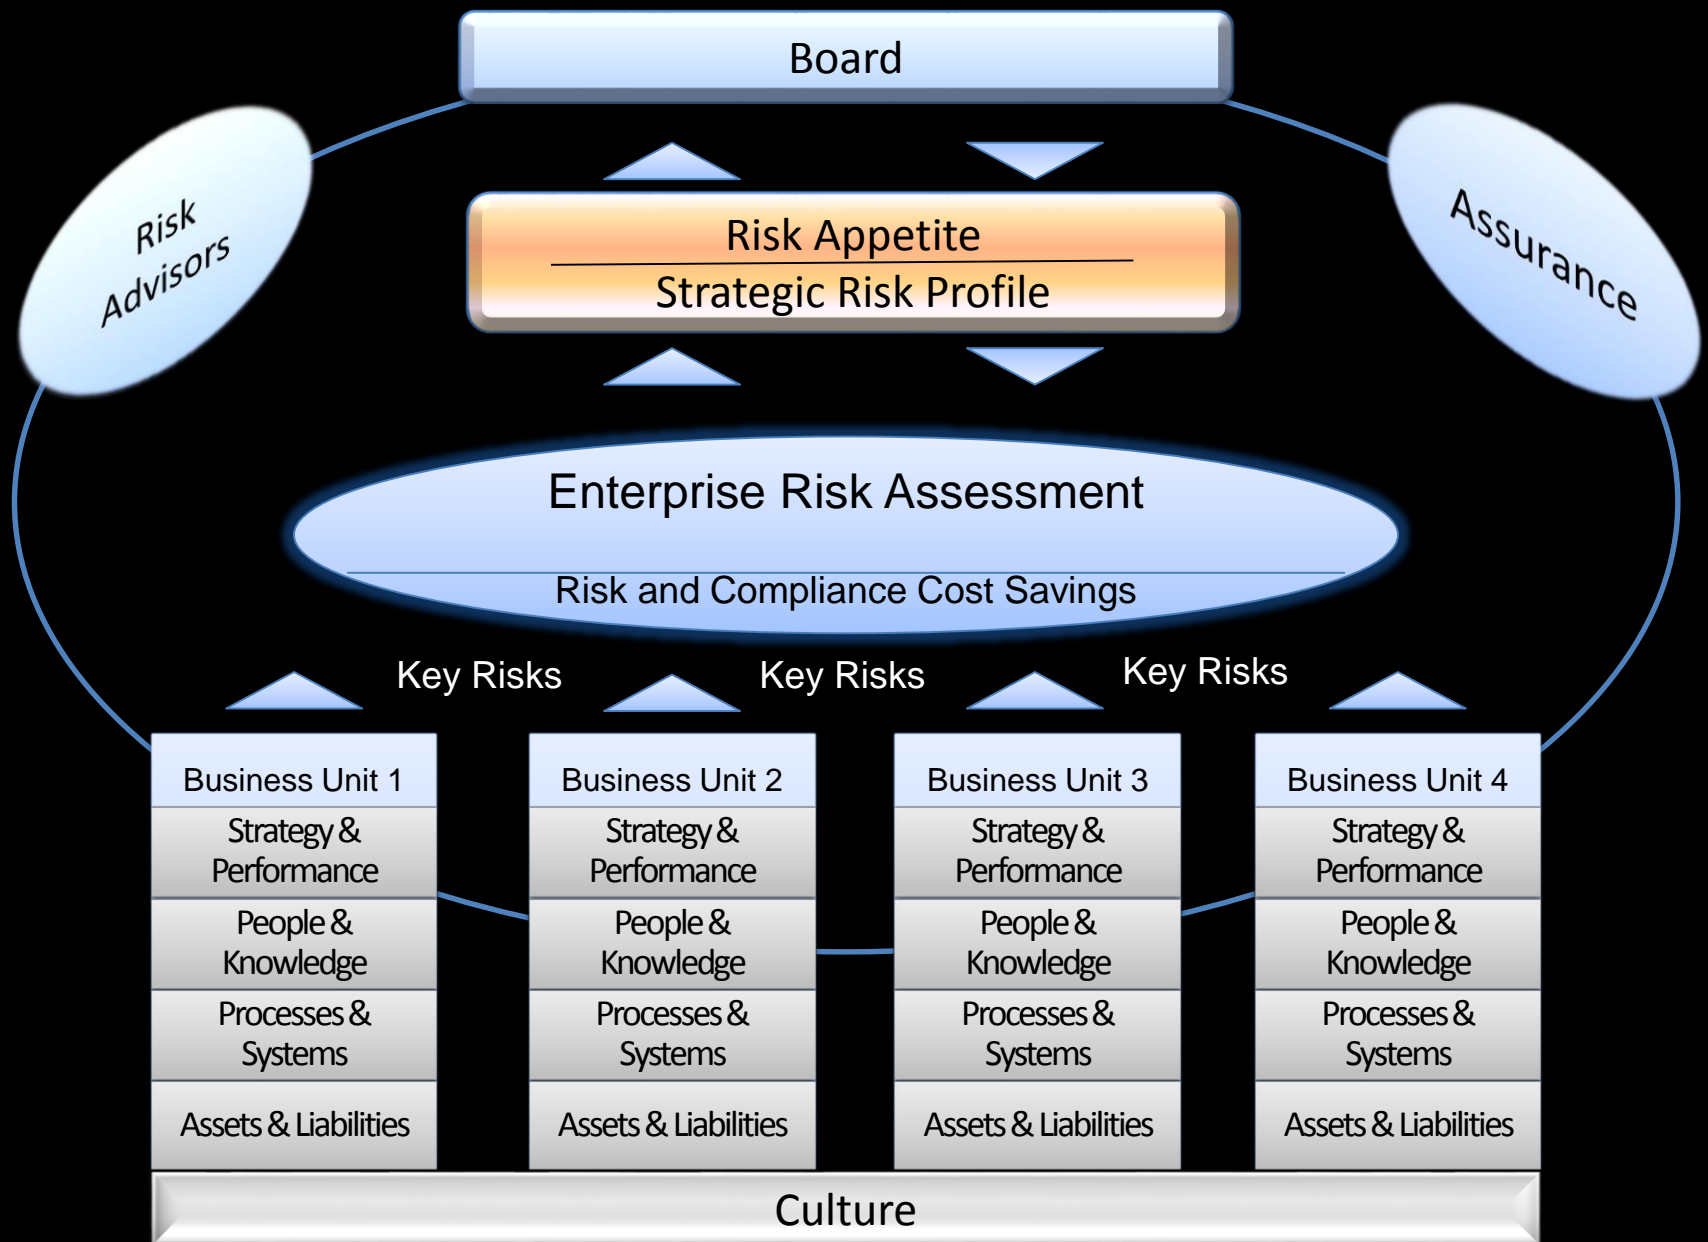 Board
Risk
Advisors
Assurance
Risk Appetite
Strategic Risk Profile
Enterprise Risk Assessment
Risk and Compliance Cost Savings
Key Risks
Key Risks
Key Risks
Business Unit 1
Strategy &
Performance
People &
Knowledge
Processes &
Systems
Assets & Liabilities
Business Unit 2
Strategy &
Performance
People &
Knowledge
Processes &
Systems
Assets & Liabilities
Business Unit 3
Strategy &
Performance
People &
Knowledge
Processes &
Systems
Assets & Liabilities
Business Unit 4
Strategy &
Performance
People &
Knowledge
Processes &
Systems
Assets & Liabilities
Culture